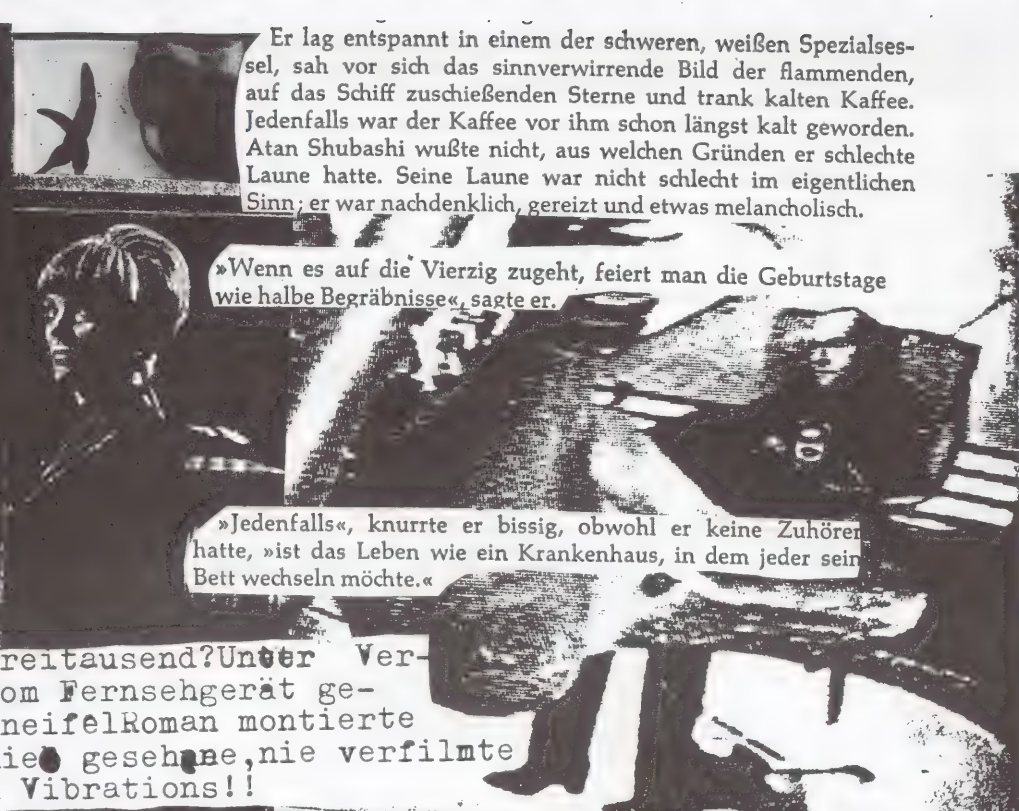 Er lag entspannt in einem der schweren, weißen Spezialses-
sel, sah vor sich das sinnverwirrende Bild der flammenden,
auf das Schiff zuschießenden Sterne und trank kalten Kaffee.
Jedenfalls war der Kaffee vor ihm schon längst kalt geworden.
Atan Shubashi wußte nicht, aus welchen Gründen er schlechte
Laune hatte. Seine Laune war nicht schlecht im eigentlichen
Sinn; er war nachdenklich, gereizt und etwas melancholisch.
»Wenn es auf die Vierzig zugeht, feiert man die Geburtstage
wie halbe Begräbnisse«, sagte er.
»Jedenfalls«, knurrte er bissig, obwohl er keine Zuhörer
hatte, »ist das Leben wie ein Krankenhaus, in dem jeder sein
Bett wechseln möchte.«
reitausend?Unter Ver-
om Fernsehgerät ge-
neifelRoman montierte
ie gesehene,nie verfilmte
Vibrations!!